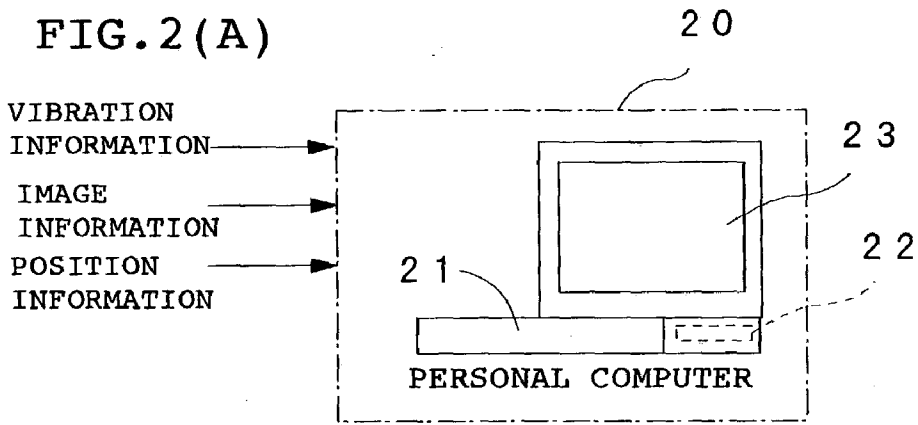 FIG.2(A)
20
VIBRATION
INFORMATION
23
IMAGE
INFORMATION
22
POSITION
INFORMATION
21
PERSONAL COMPUTER